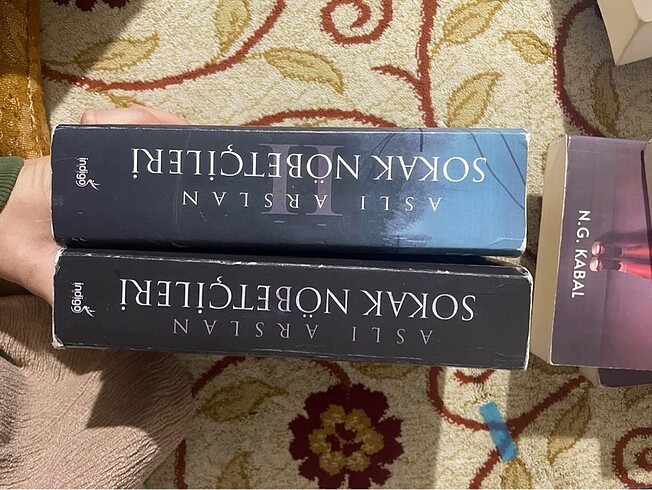 SOKAK NÖBETÇİLERİ
II
ASLI ARSLAN
indigo
SOKAK NÖBETÇİLERİ
ASLI ARSLAN
indigo
N.G. KABAL